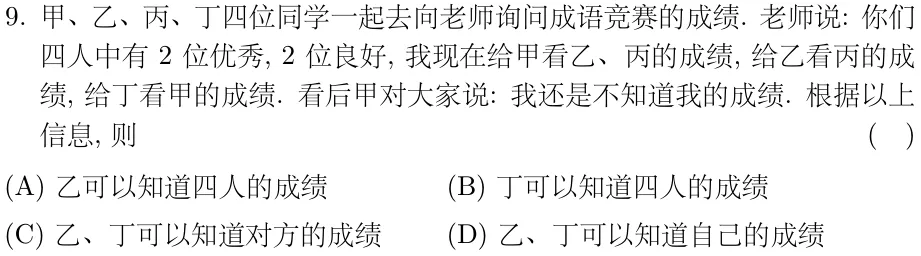 9. 甲、乙、丙、丁四位同学一起去向老师询问成语竞赛的成绩. 老师说: 你们
四人中有 2 位优秀, 2 位良好, 我现在给甲看乙、丙的成绩, 给乙看丙的成
绩, 给丁看甲的成绩. 看后甲对大家说: 我还是不知道我的成绩. 根据以上
信息, 则 ( )
(A) 乙可以知道四人的成绩 (B) 丁可以知道四人的成绩
(C) 乙、丁可以知道对方的成绩 (D) 乙、丁可以知道自己的成绩